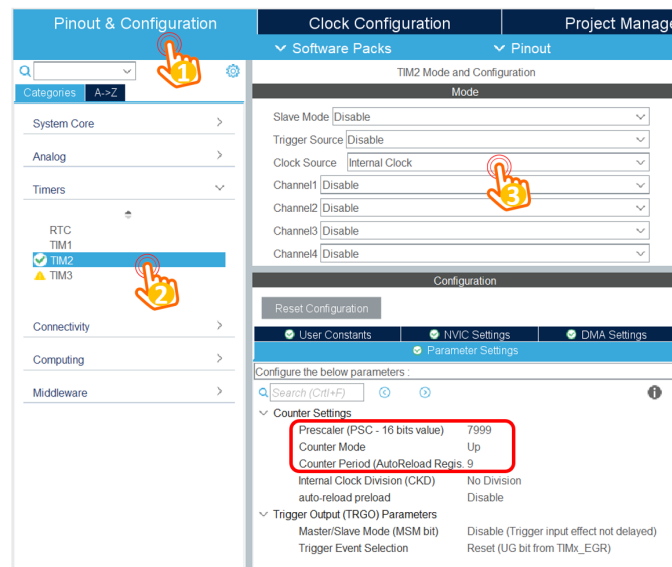 Pinout & Configuration
Clock Configuration
Project Manage
Software Packs
Pinout
1
TIM2 Mode and Configuration
Categories
A->Z
Mode
System Core
Analog
Timers
RTC
TIM1
TIM2
TIM3
2
Connectivity
Computing
Middleware
Slave Mode Disable
Trigger Source Disable
Clock Source Internal Clock
Channel1 Disable
3
Channel2 Disable
Channel3 Disable
Channel4 Disable
Configuration
Reset Configuration
User Constants
NVIC Settings
DMA Settings
Parameter Settings
Configure the below parameters :
Search (Crtl+F)
Counter Settings
Prescaler (PSC - 16 bits value) 7999
Counter Mode Up
Counter Period (AutoReload Regis. 9
Internal Clock Division (CKD) No Division
auto-reload preload Disable
Trigger Output (TRGO) Parameters
Master/Slave Mode (MSM bit) Disable (Trigger input effect not delayed)
Trigger Event Selection Reset (UG bit from TIMx_EGR)